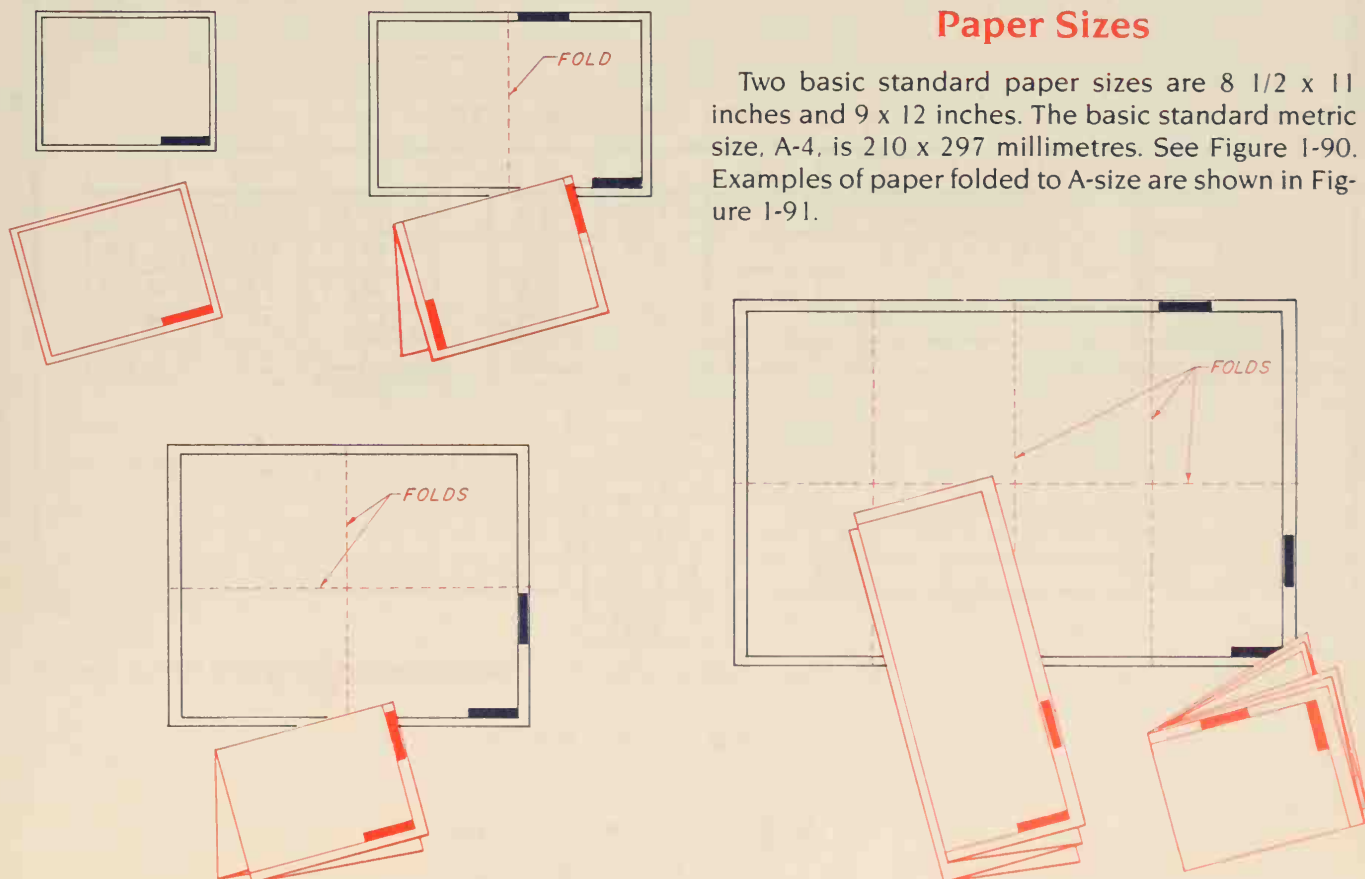 Paper Sizes
Two basic standard paper sizes are 8 1/2 x 11
inches and 9 x 12 inches. The basic standard metric
size, A-4, is 210 x 297 millimetres. See Figure 1-90.
Examples of paper folded to A-size are shown in Fig-
ure 1-91.
FOLD
FOLDS
FOLDS